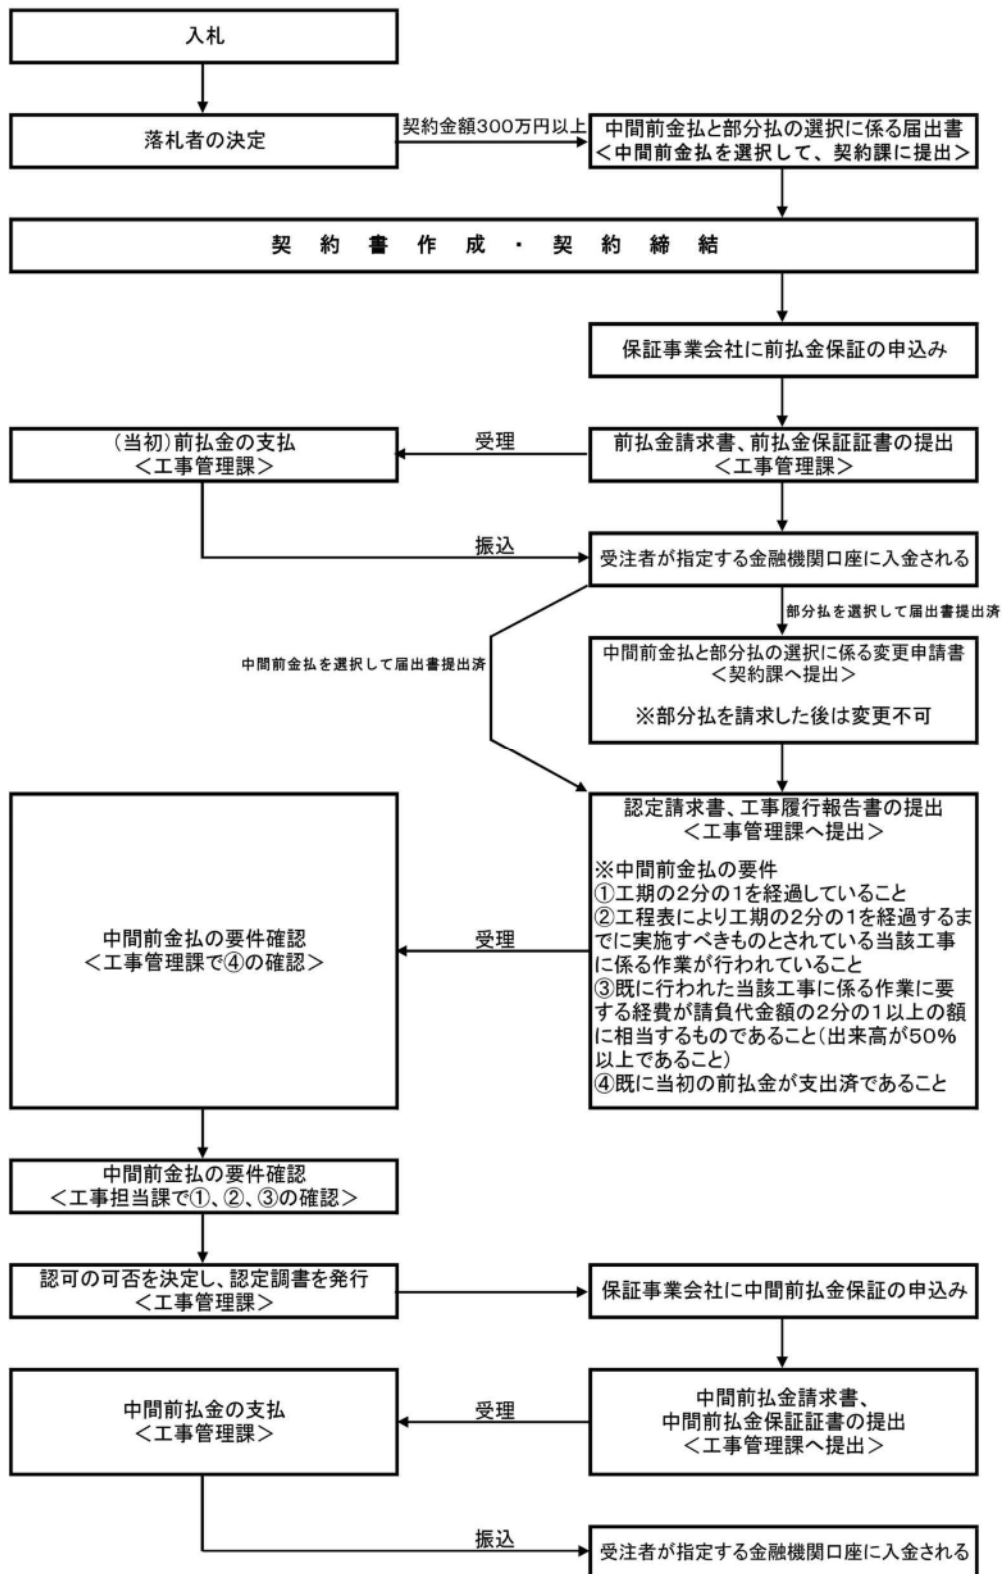 入札
落札者の決定
契約金額300万円以上
中間前金払と部分払の選択に係る届出書
＜中間前金払を選択して、契約課に提出＞
契約書作成・契約締結
保証事業会社に前払金保証の申込み
(当初)前払金の支払
＜工事管理課＞
受理
前払金請求書、前払金保証証書の提出
＜工事管理課＞
振込
受注者が指定する金融機関口座に入金される
部分払を選択して届出書提出済
中間前金払を選択して届出書提出済
中間前金払と部分払の選択に係る変更申請書
＜契約課へ提出＞
※部分払を請求した後は変更不可
認定請求書、工事履行報告書の提出
＜工事管理課へ提出＞
※中間前金払の要件
①工期の2分の1を経過していること
②工程表により工期の2分の1を経過するま
でに実施すべきものとされている当該工事
に係る作業が行われていること
③既に行われた当該工事に係る作業に要
する経費が請負代金額の2分の1以上の額
に相当するものであること(出来高が50%
以上であること)
④既に当初の前払金が支出済であること
受理
中間前金払の要件確認
＜工事管理課で④の確認＞
中間前金払の要件確認
＜工事担当課で①、②、③の確認＞
認可の可否を決定し、認定調書を発行
＜工事管理課＞
保証事業会社に中間前払金保証の申込み
中間前払金の支払
＜工事管理課＞
受理
中間前払金請求書、
中間前払金保証証書の提出
＜工事管理課へ提出＞
振込
受注者が指定する金融機関口座に入金される